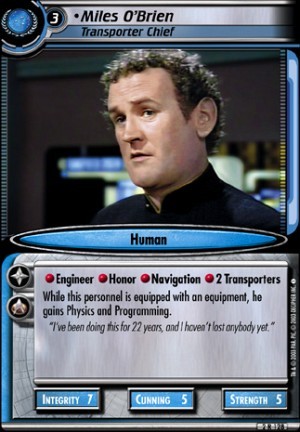 3 •Miles O'Brien
Transporter Chief
Human
Engineer Honor Navigation 2 Transporters
While this personnel is equipped with an equipment, he
gains Physics and Programming.
"I've been doing this for 22 years, and I haven't lost anybody yet."
INTEGRITY 7 CUNNING 5 STRENGTH 5